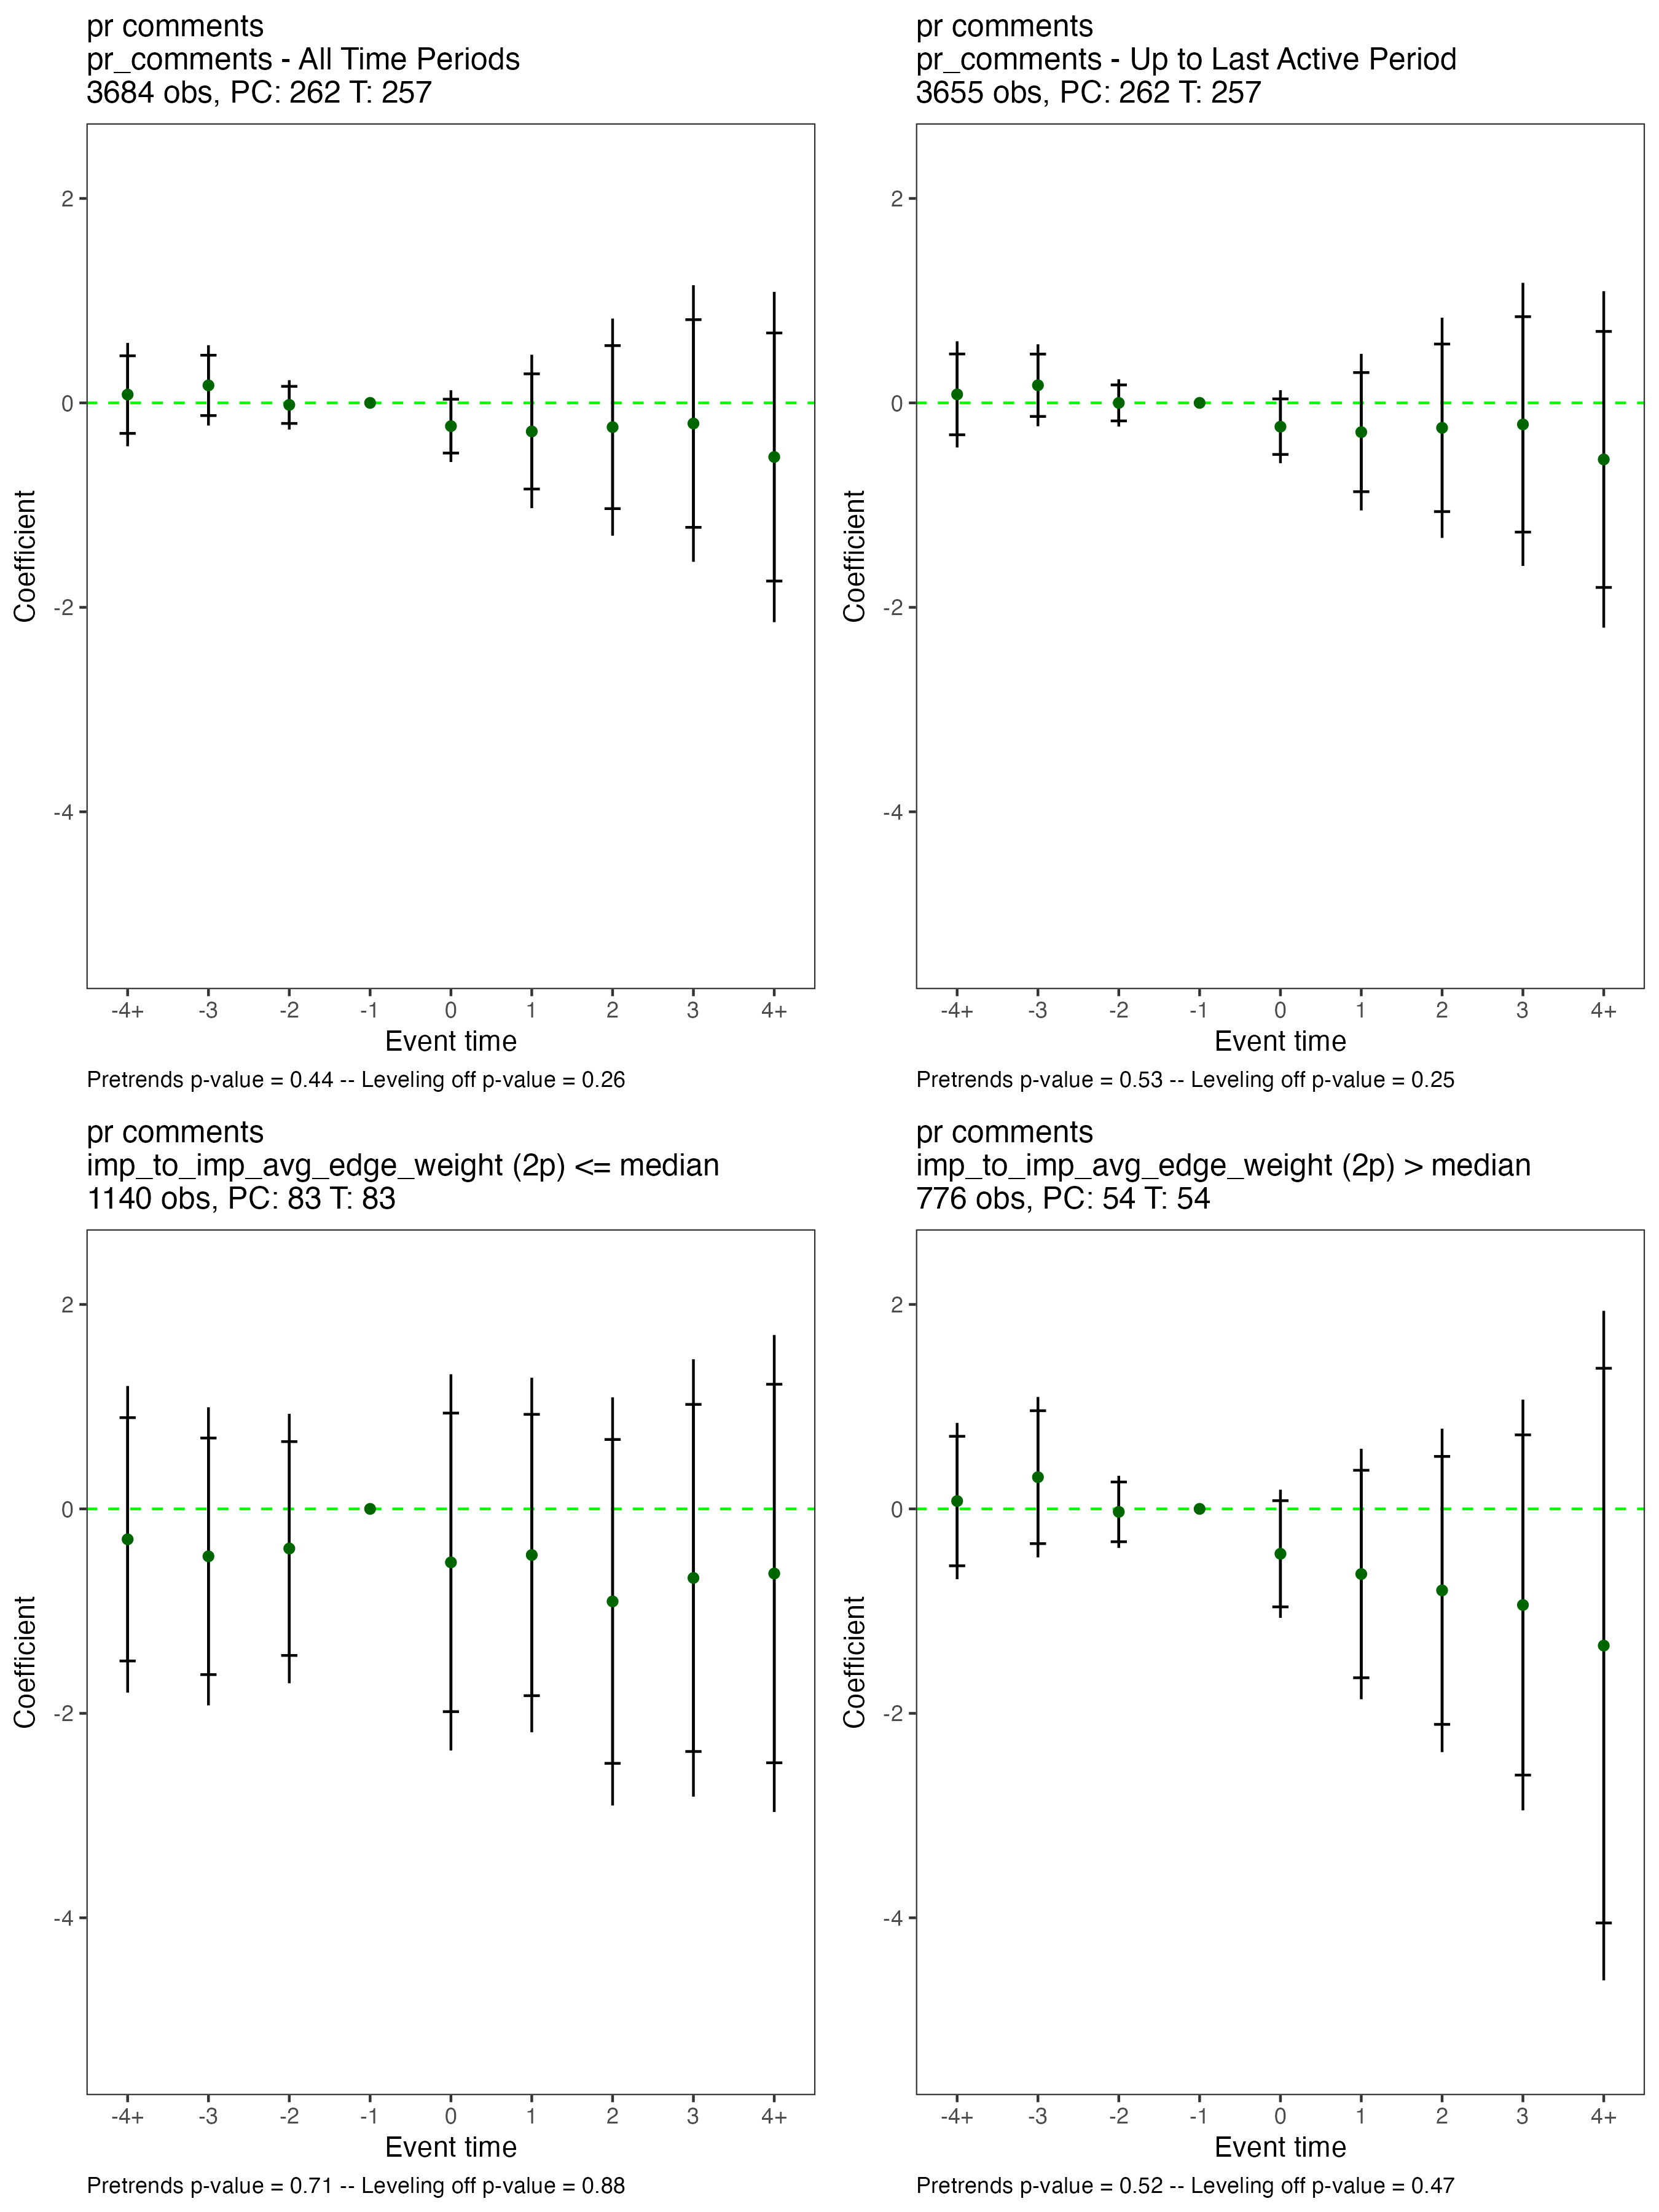 pr comments
pr_comments - All Time Periods
3684 obs, PC: 262 T: 257
2
0
-2
-4
Coefficient
-4+ -3 -2 -1 0 1 2 3 4+
Event time
Pretrends p-value = 0.44 -- Leveling off p-value = 0.26
pr comments
pr_comments - Up to Last Active Period
3655 obs, PC: 262 T: 257
2
0
-2
-4
Coefficient
-4+ -3 -2 -1 0 1 2 3 4+
Event time
Pretrends p-value = 0.53 -- Leveling off p-value = 0.25
pr comments
imp_to_imp_avg_edge_weight (2p) <= median
1140 obs, PC: 83 T: 83
2
0
-2
-4
Coefficient
-4+ -3 -2 -1 0 1 2 3 4+
Event time
Pretrends p-value = 0.71 -- Leveling off p-value = 0.88
pr comments
imp_to_imp_avg_edge_weight (2p) > median
776 obs, PC: 54 T: 54
2
0
-2
-4
Coefficient
-4+ -3 -2 -1 0 1 2 3 4+
Event time
Pretrends p-value = 0.52 -- Leveling off p-value = 0.47